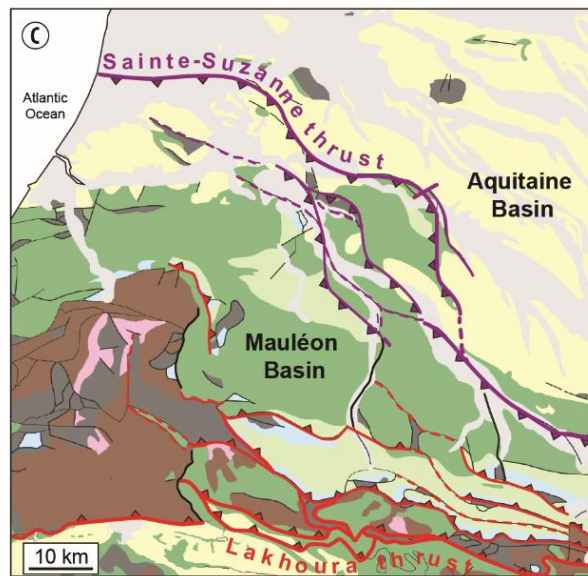 C
Sainte-Suzanne thrust
Atlantic
Ocean
Aquitaine
Basin
Mauléon
Basin
Lakhoura thrust
10 km